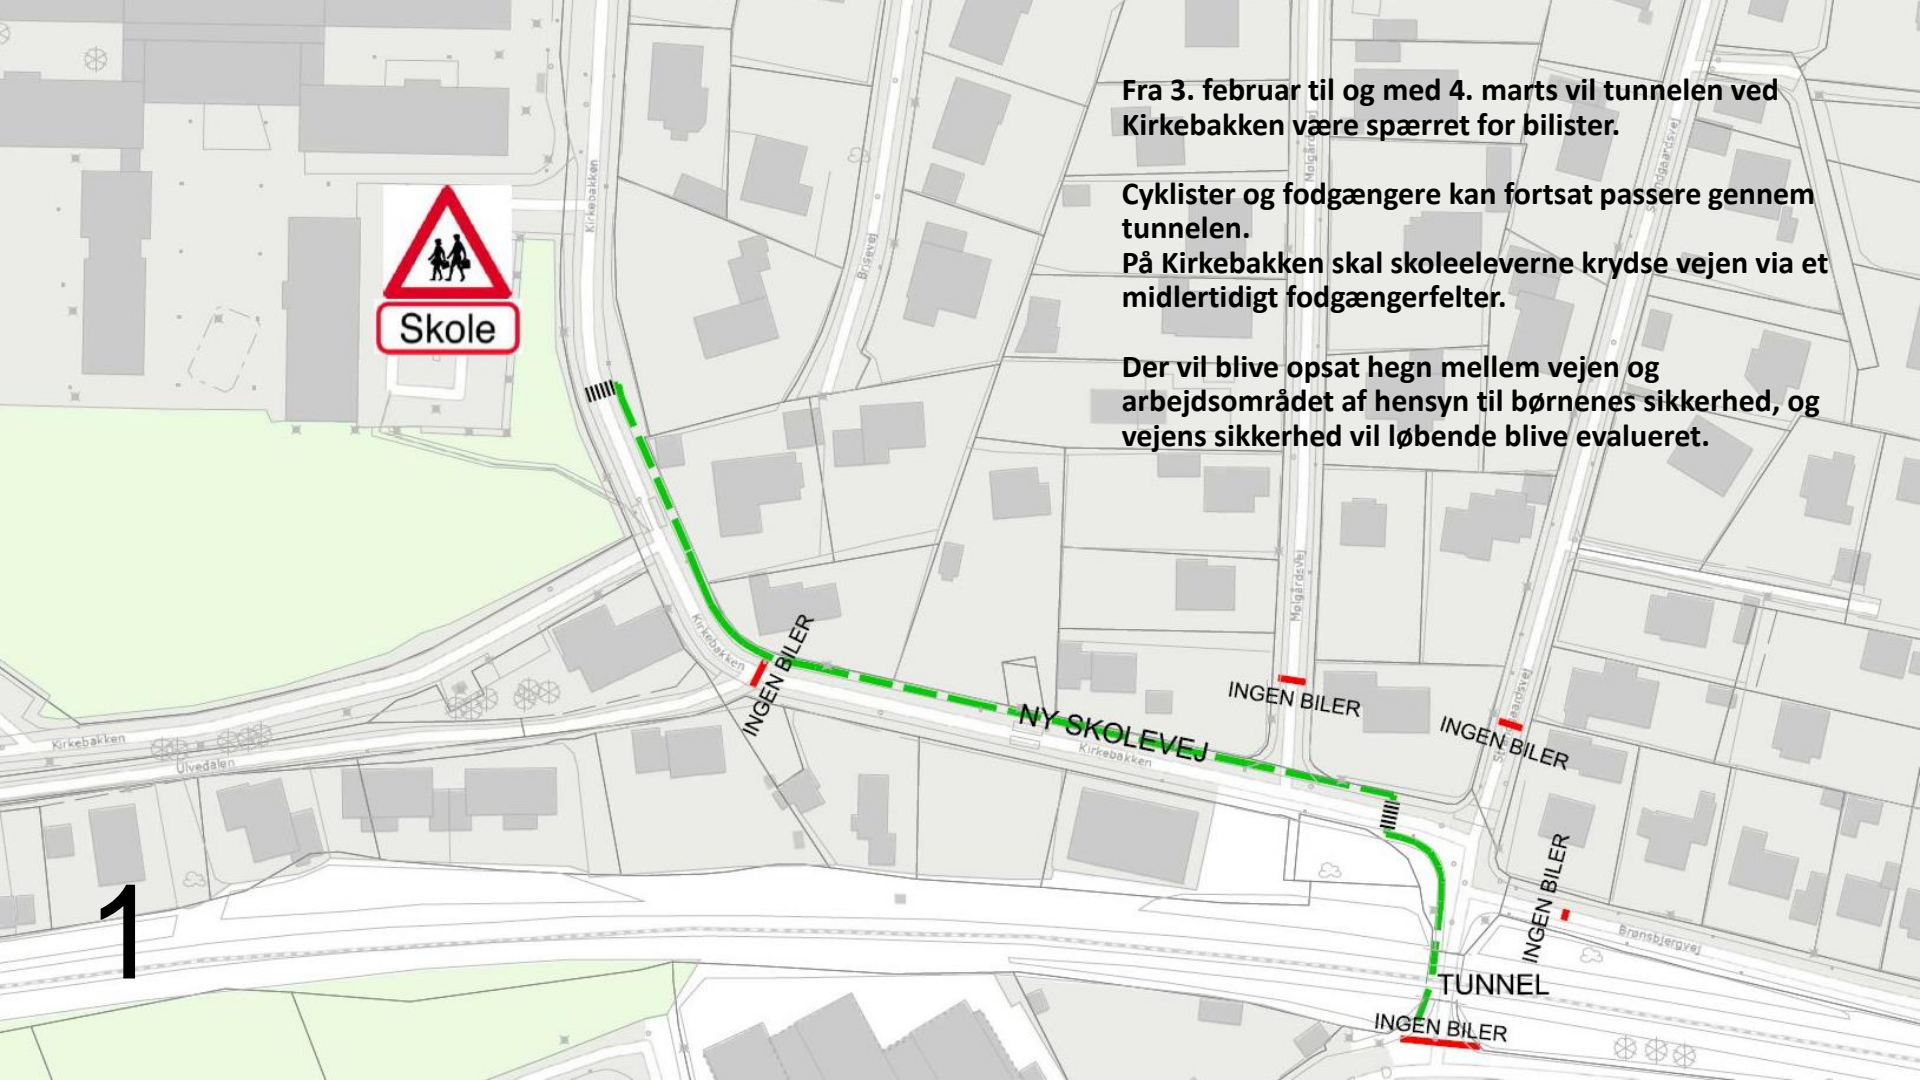 Fra 3. februar til og med 4. marts vil tunnelen ved
Kirkebakken være spærret for bilister.
Cyklister og fodgængere kan fortsat passere gennem
tunnelen.
På Kirkebakken skal skoleeleverne krydse vejen via et
midlertidigt fodgængerfelter.
Der vil blive opsat hegn mellem vejen og
arbejdsområdet af hensyn til børnenes sikkerhed, og
vejens sikkerhed vil løbende blive evalueret.
Kirkebakken
Brisevej
Skole
Mølgårdsvej
Kirkebakken
INGEN BILER
INGEN BILER
INGEN BILER
NY SKOLEVEJ
Kirkebakken
Kirkebakken
Ulvedalen
INGEN BILER
Brønsbjergvej
1
TUNNEL
INGEN BILER